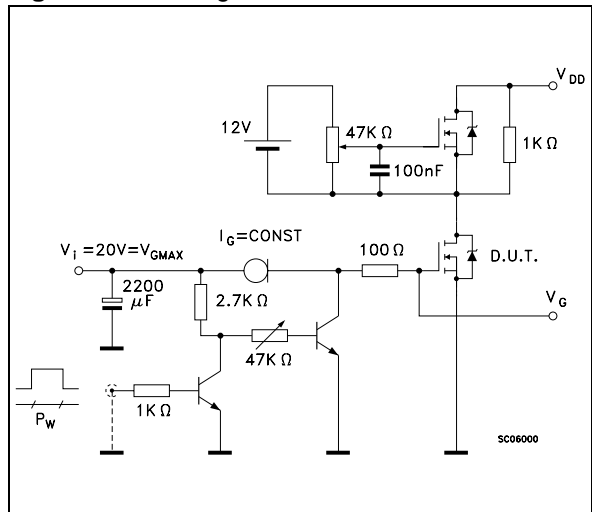 V DD
12V
47K Ω
1K Ω
100nF
V i =20V=V GMAX
I G =CONST
100 Ω
D.U.T.
2200
μF
2.7K Ω
V G
47K Ω
1K Ω
P W
SC06000